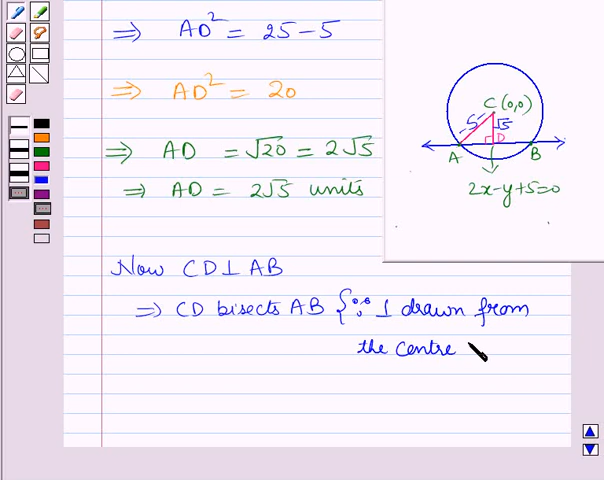 ⇒ AD² = 25 - 5
⇒ AD² = 20
⇒ AD = √20 = 2√5
⇒ AD = 2√5 units
Now CD ⊥ AB
⇒ CD bisects AB {∵ ⊥ drawn from
the centre
C (0,0)
5
√5
D
A
B
2x-y+5=0